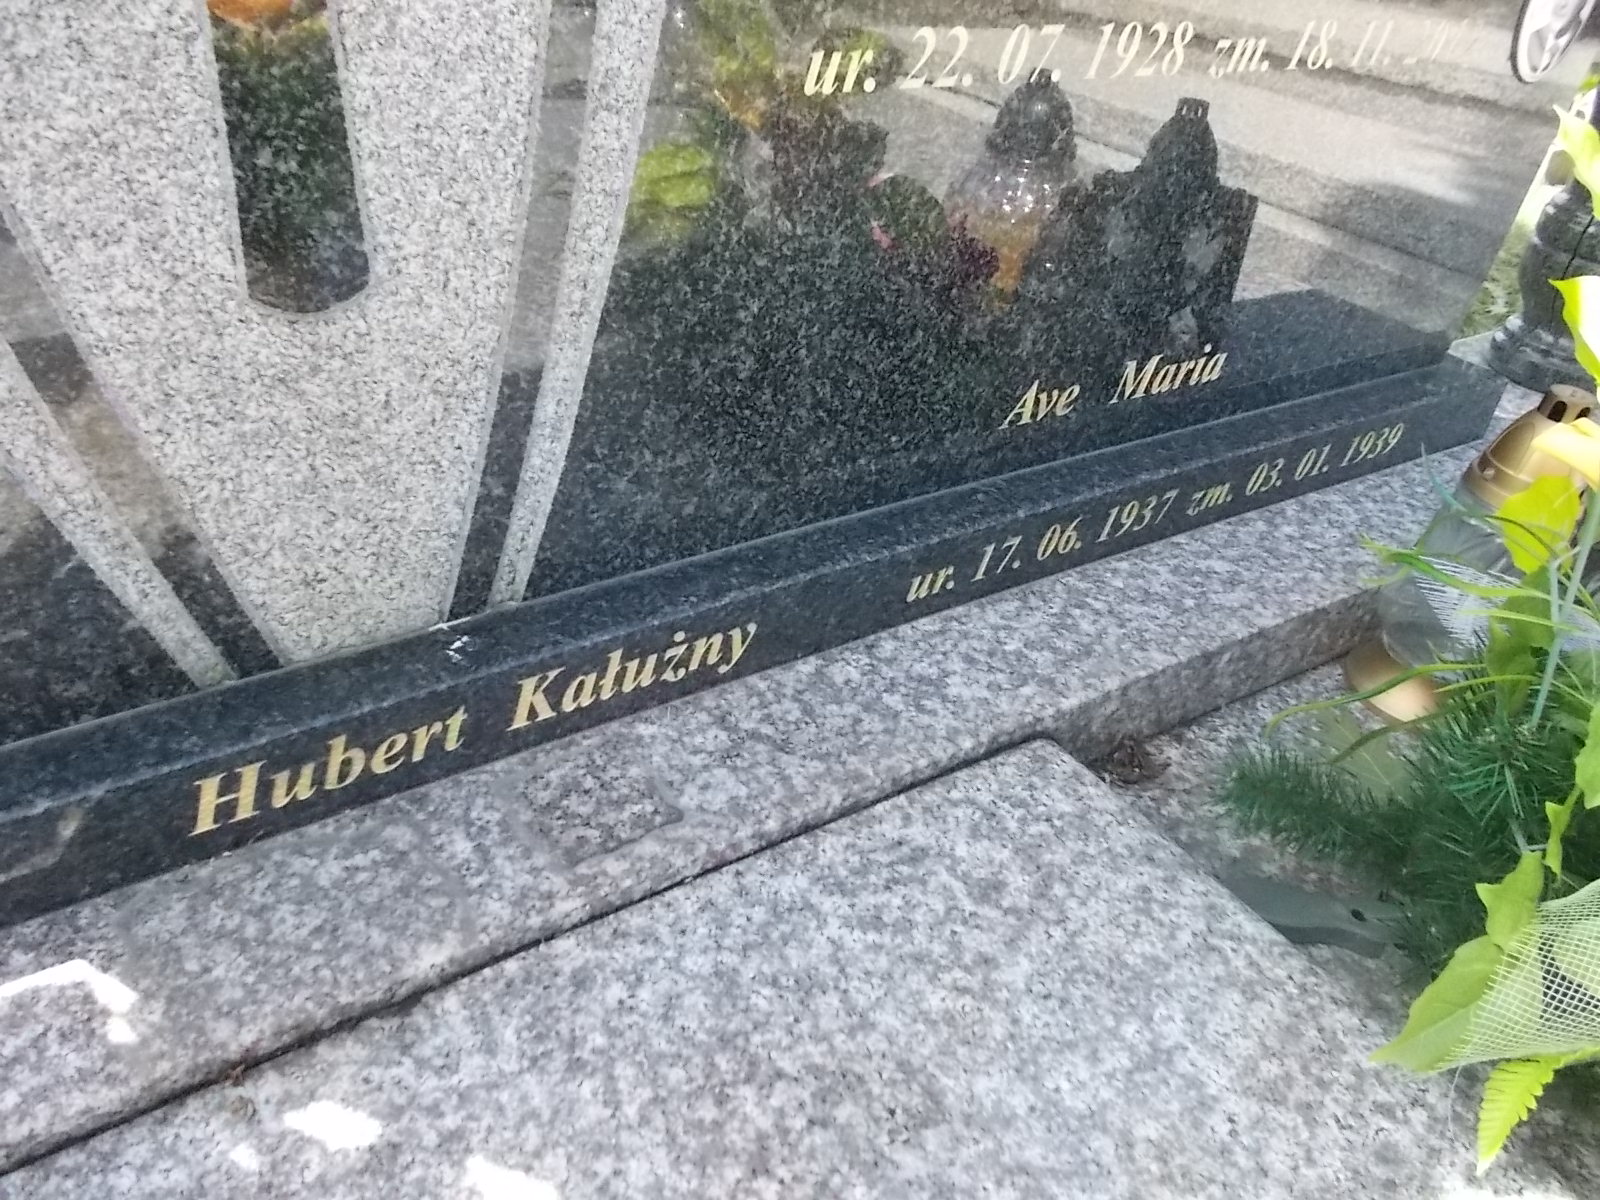 ur. 22. 07. 1928 zm. 18. 11.
Ave Maria
Hubert Kałużny ur. 17. 06. 1937 zm. 03. 01. 1939